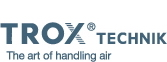 TROX® TECHNIK
The art of handling air